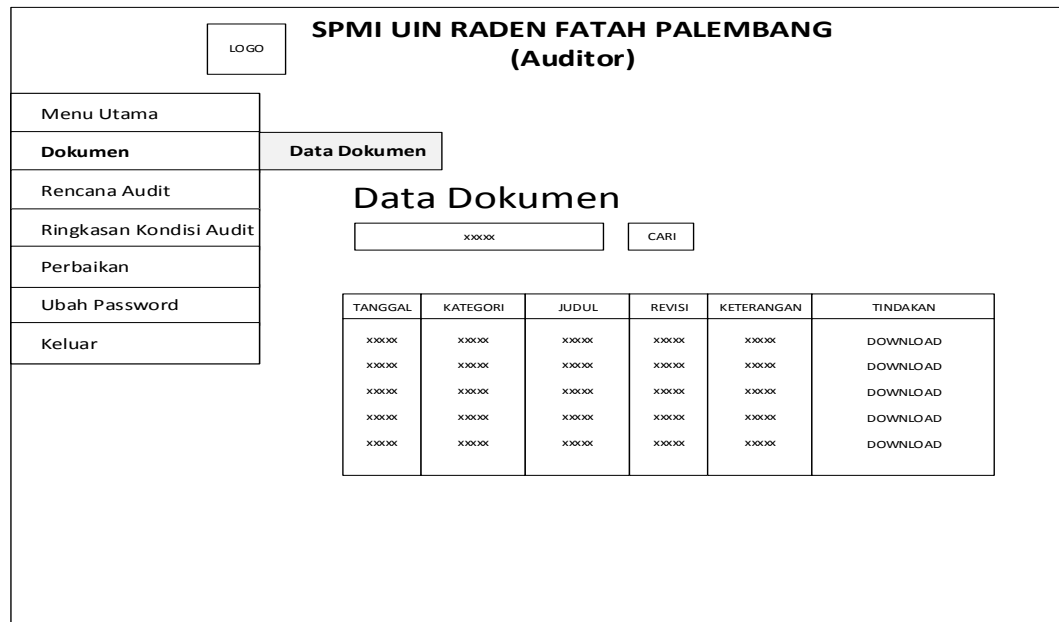 LOGO
SPMI UIN RADEN FATAH PALEMBANG
(Auditor)
Menu Utama
Dokumen
Data Dokumen
Rencana Audit
Ringkasan Kondisi Audit
Perbaikan
Ubah Password
Keluar
Data Dokumen
xxxxx CARI
TANGGAL KATEGORI JUDUL REVISI KETERANGAN TINDAKAN
xxxxx xxxxx xxxxx xxxxx xxxxx DOWNLOAD
xxxxx xxxxx xxxxx xxxxx xxxxx DOWNLOAD
xxxxx xxxxx xxxxx xxxxx xxxxx DOWNLOAD
xxxxx xxxxx xxxxx xxxxx xxxxx DOWNLOAD
xxxxx xxxxx xxxxx xxxxx xxxxx DOWNLOAD